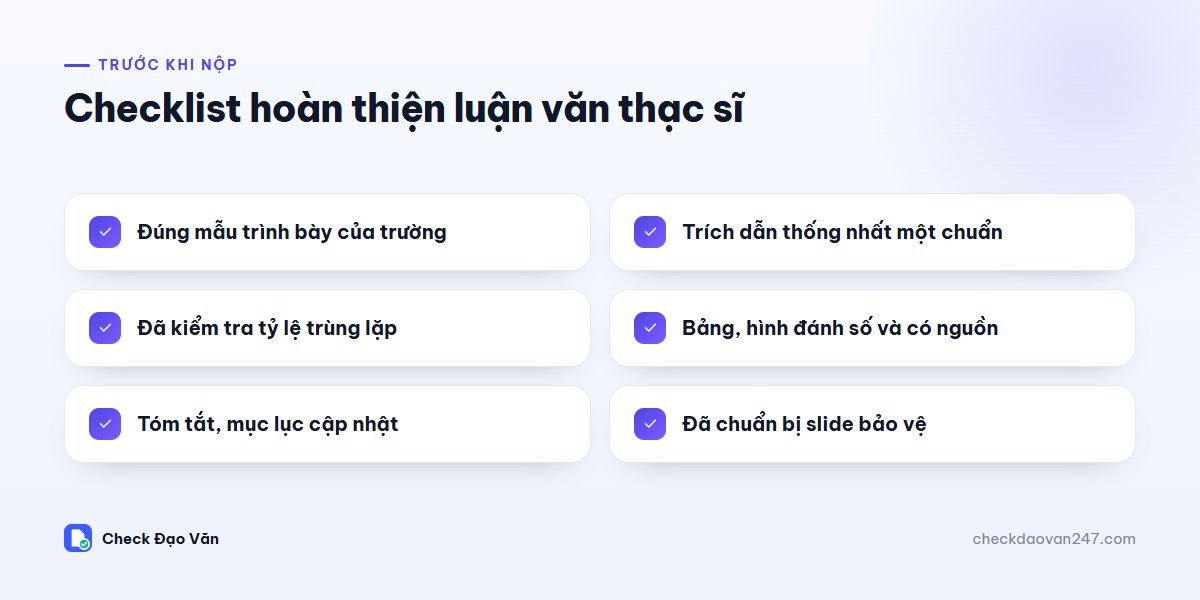 TRƯỚC KHI NỘP
Checklist hoàn thiện luận văn thạc sĩ
Đúng mẫu trình bày của trường
Trích dẫn thống nhất một chuẩn
Đã kiểm tra tỷ lệ trùng lặp
Bảng, hình đánh số và có nguồn
Tóm tắt, mục lục cập nhật
Đã chuẩn bị slide bảo vệ
Check Đạo Văn
checkdaovan247.com